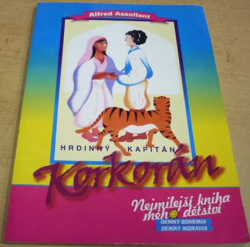 Alfred Assollant
HRDINNÝ KAPITÁN
Korkorán
Nejmilejší kniha
mého dětství
DENÍKY BOHEMIA
DENÍKY MORAVIA